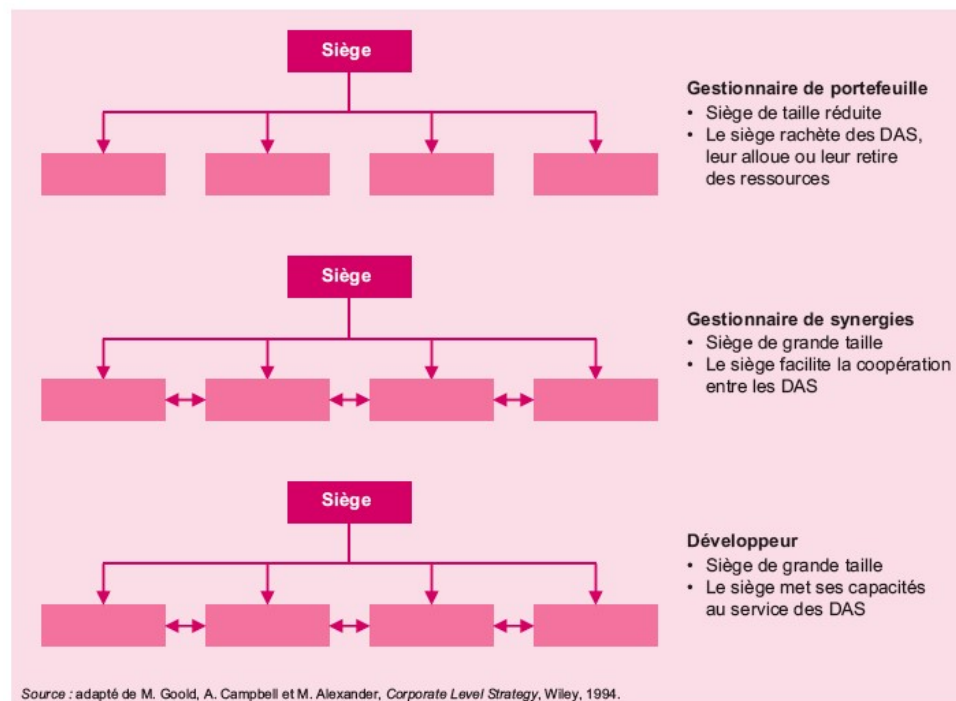 Siège
Gestionnaire de portefeuille
• Siège de taille réduite
• Le siège rachète des DAS,
leur alloue ou leur retire
des ressources
Siège
Gestionnaire de synergies
• Siège de grande taille
• Le siège facilite la coopération
entre les DAS
Siège
Développeur
• Siège de grande taille
• Le siège met ses capacités
au service des DAS
Source : adapté de M. Goold, A. Campbell et M. Alexander, Corporate Level Strategy, Wiley, 1994.